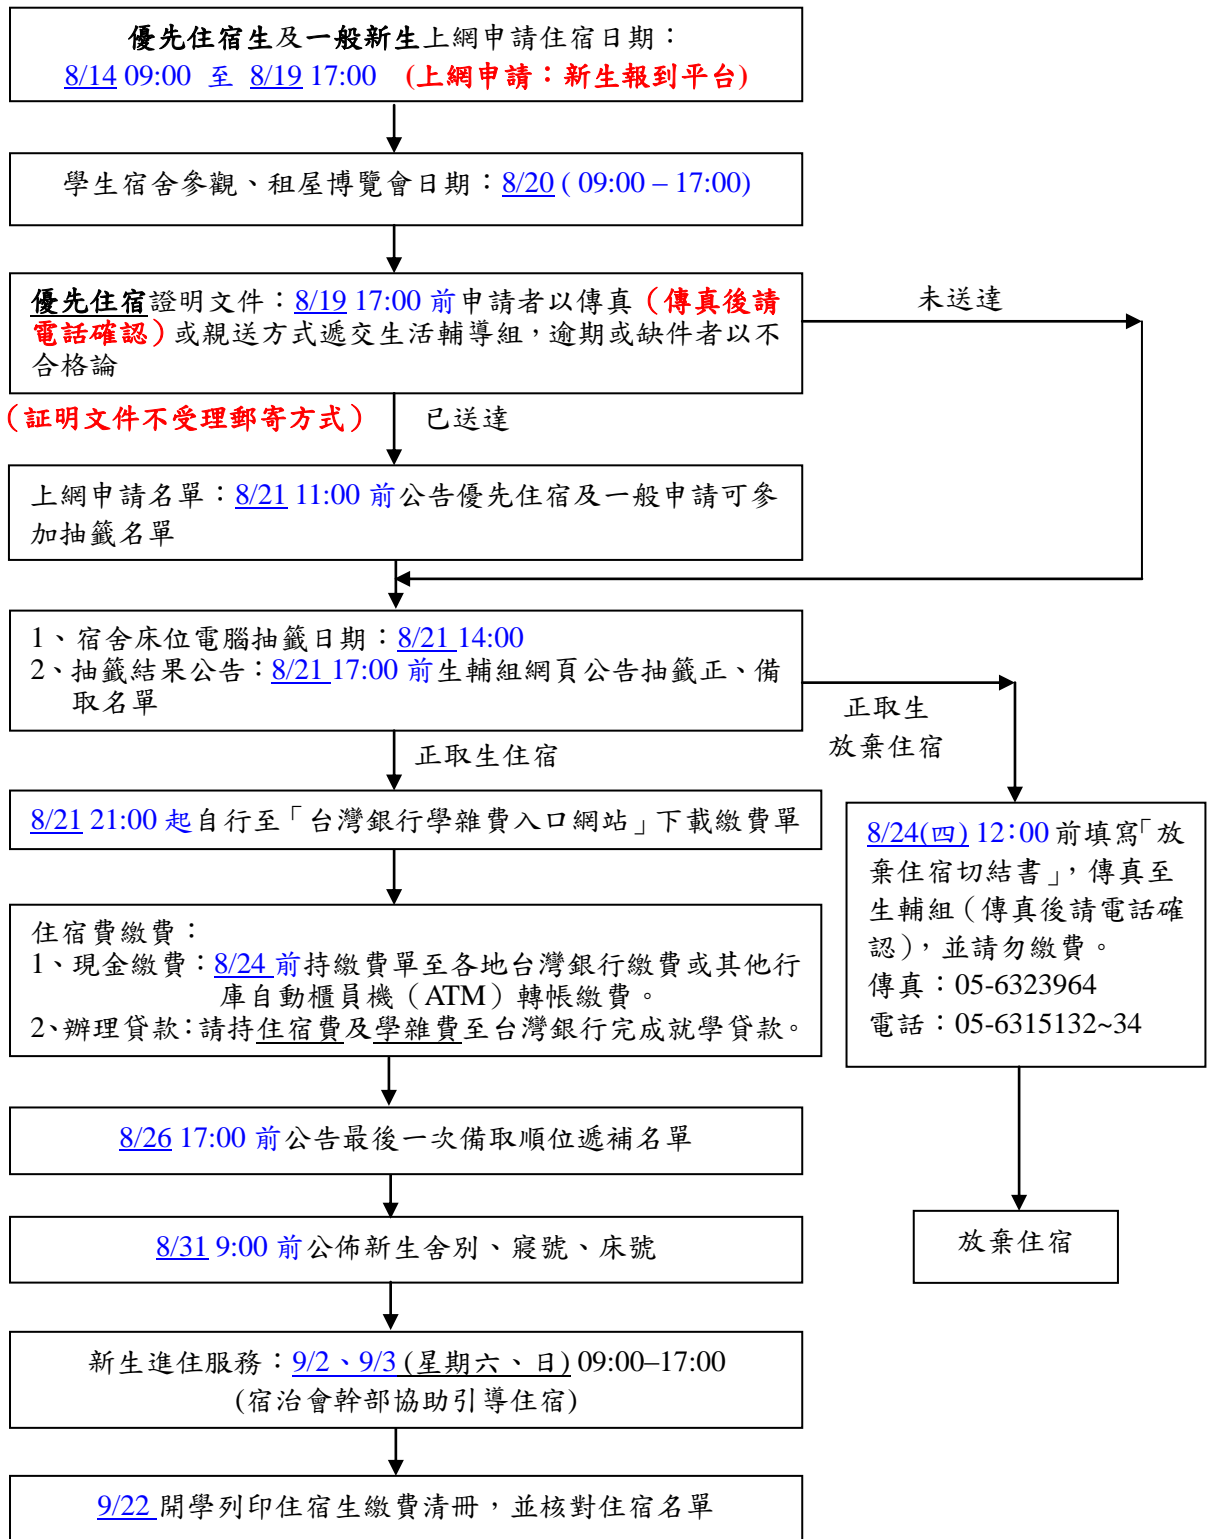 優先住宿生及一般新生上網申請住宿日期：
8/14 09:00 至 8/19 17:00 (上網申請：新生報到平台)
學生宿舍參觀、租屋博覽會日期：8/20 ( 09:00 – 17:00)
優先住宿證明文件：8/19 17:00 前申請者以傳真（傳真後請
電話確認）或親送方式遞交生活輔導組，逾期或缺件者以不
合格論
未送達
（証明文件不受理郵寄方式）
已送達
上網申請名單：8/21 11:00 前公告優先住宿及一般申請可參
加抽籤名單
1、宿舍床位電腦抽籤日期：8/21 14:00
2、抽籤結果公告：8/21 17:00 前生輔組網頁公告抽籤正、備
取名單
正取生
放棄住宿
正取生住宿
8/21 21:00 起自行至「台灣銀行學雜費入口網站」下載繳費單
8/24(四) 12：00 前填寫「放
棄住宿切結書」，傳真至
生輔組（傳真後請電話確
認），並請勿繳費。
傳真：05-6323964
電話：05-6315132~34
住宿費繳費：
1、現金繳費：8/24 前持繳費單至各地台灣銀行繳費或其他行
庫自動櫃員機（ATM）轉帳繳費。
2、辦理貸款：請持住宿費及學雜費至台灣銀行完成就學貸款。
8/26 17:00 前公告最後一次備取順位遞補名單
8/31 9:00 前公佈新生舍別、寢號、床號
放棄住宿
新生進住服務：9/2、9/3 (星期六、日) 09:00–17:00
(宿治會幹部協助引導住宿)
9/22 開學列印住宿生繳費清冊，並核對住宿名單